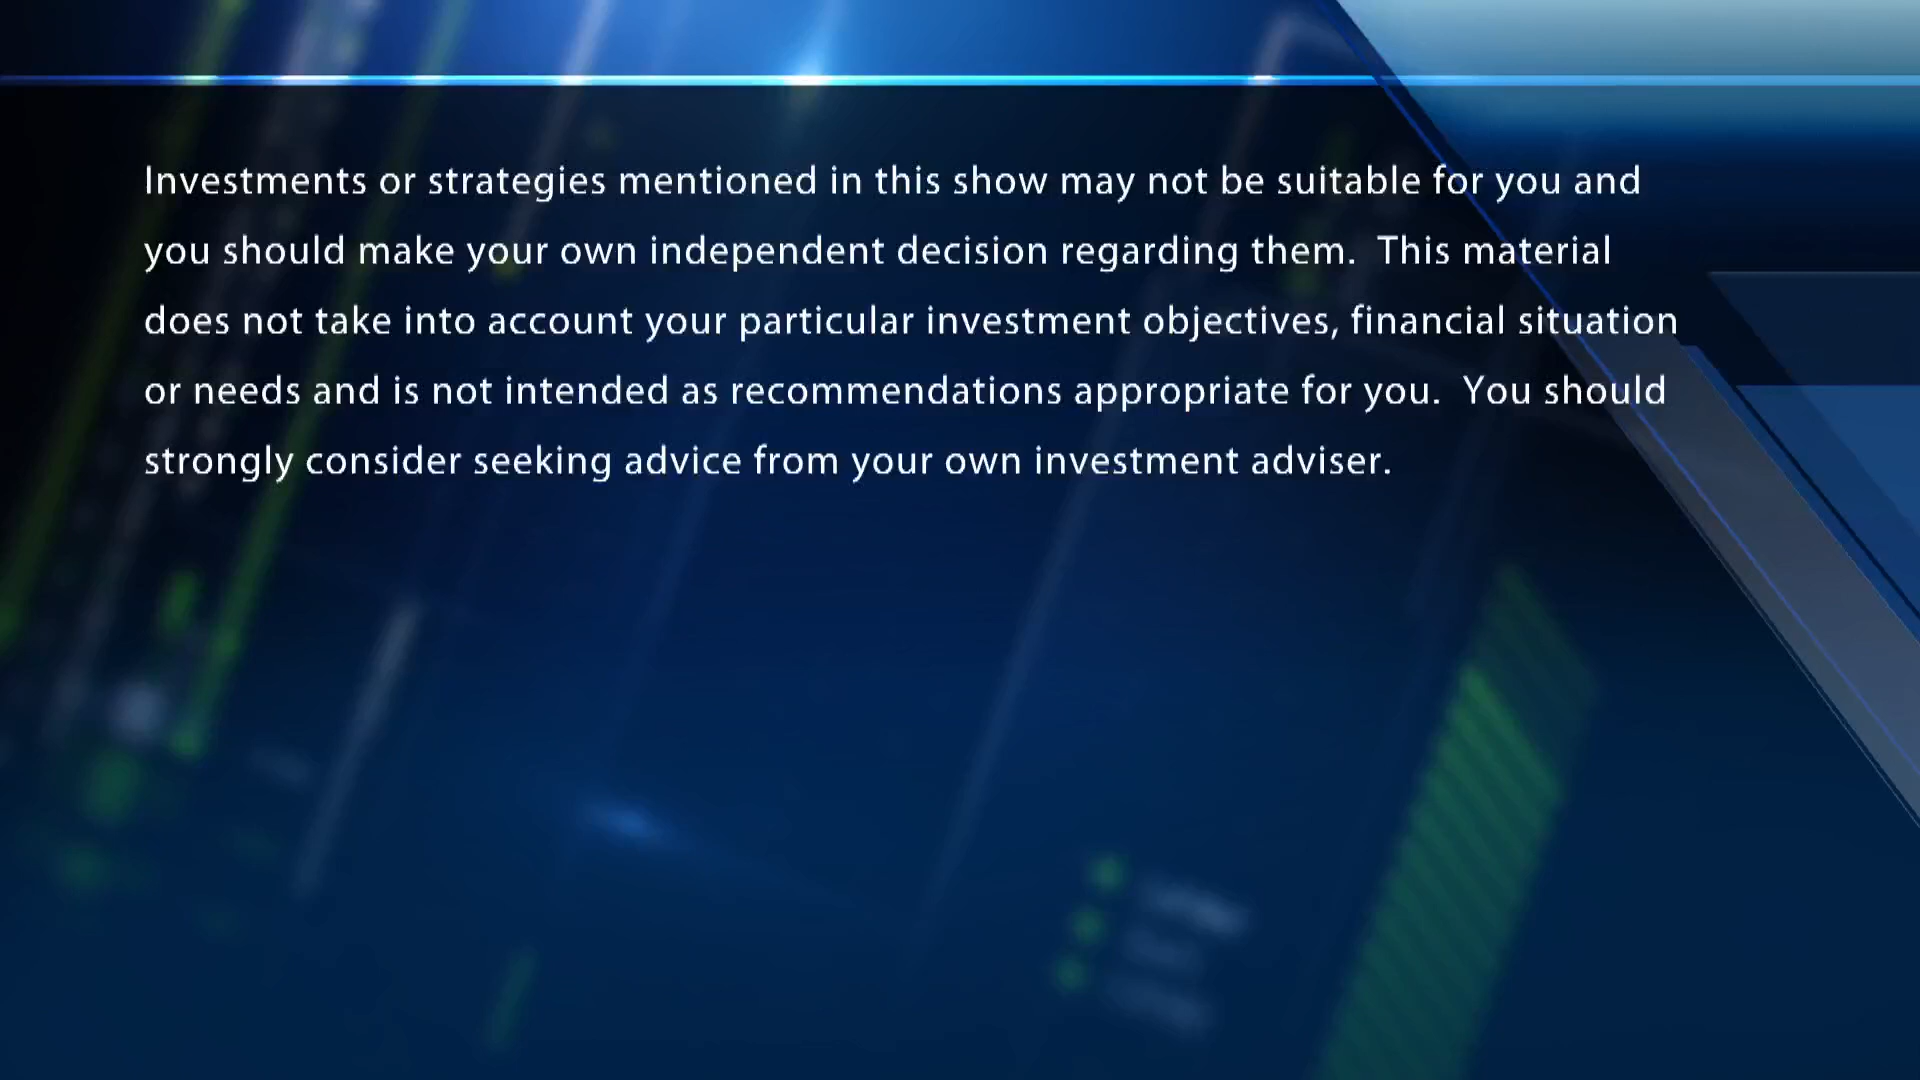 Investments or strategies mentioned in this show may not be suitable for you and
you should make your own independent decision regarding them.  This material
does not take into account your particular investment objectives, financial situation
or needs and is not intended as recommendations appropriate for you.  You should
strongly consider seeking advice from your own investment adviser.